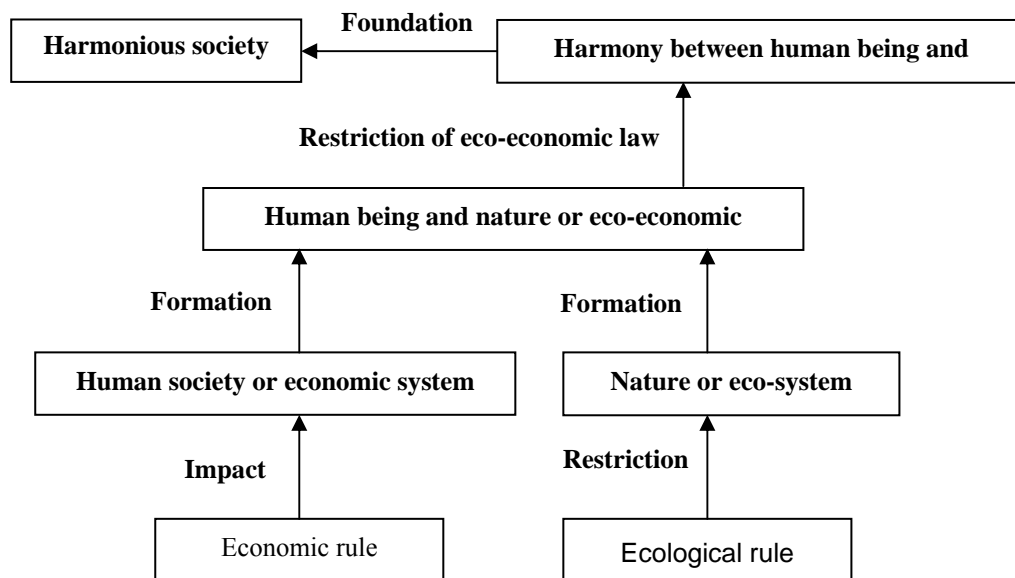 Foundation
Harmonious society
Harmony between human being and
Restriction of eco-economic law
Human being and nature or eco-economic
Formation
Formation
Human society or economic system
Nature or eco-system
Impact
Restriction
Economic rule
Ecological rule